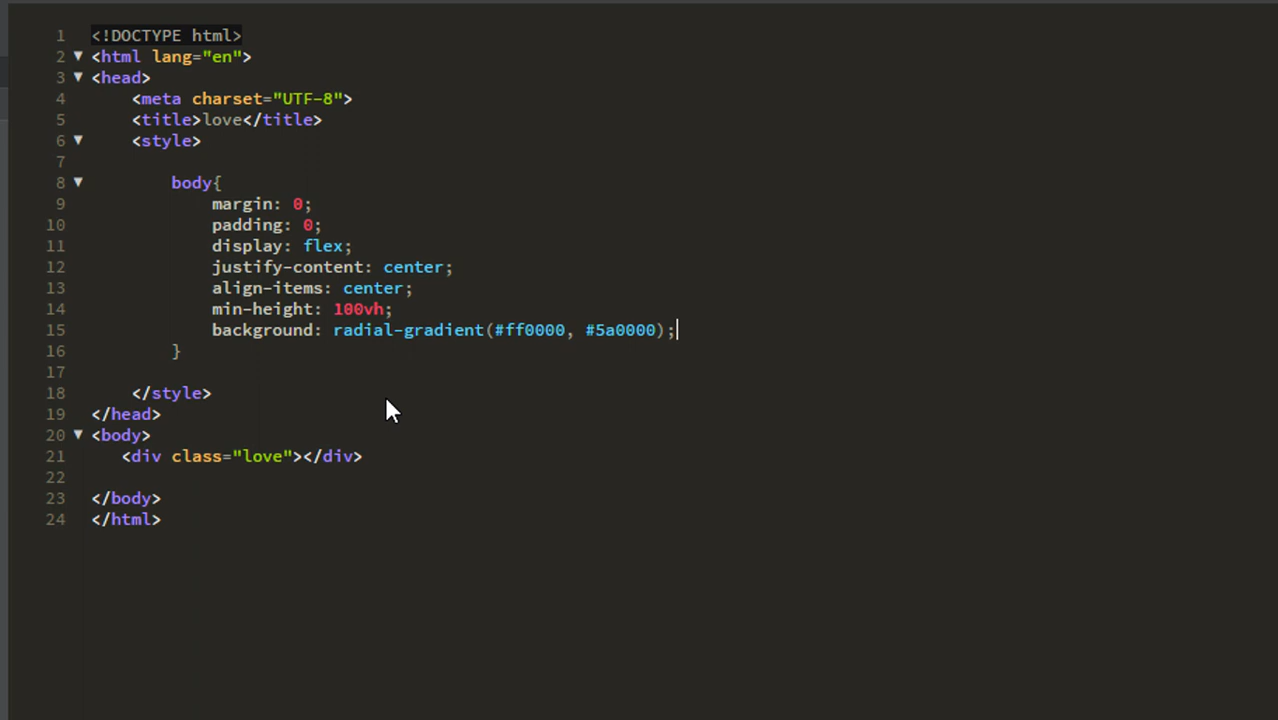 1 <!DOCTYPE html>
2 ▼ <html lang="en">
3 ▼ <head>
4     <meta charset="UTF-8">
5     <title>love</title>
6 ▼     <style>
7
8 ▼         body{
9             margin: 0;
10             padding: 0;
11             display: flex;
12             justify-content: center;
13             align-items: center;
14             min-height: 100vh;
15             background: radial-gradient(#ff0000, #5a0000);
16         }
17
18     </style>
19 </head>
20 ▼ <body>
21    <div class="love"></div>
22
23 </body>
24 </html>